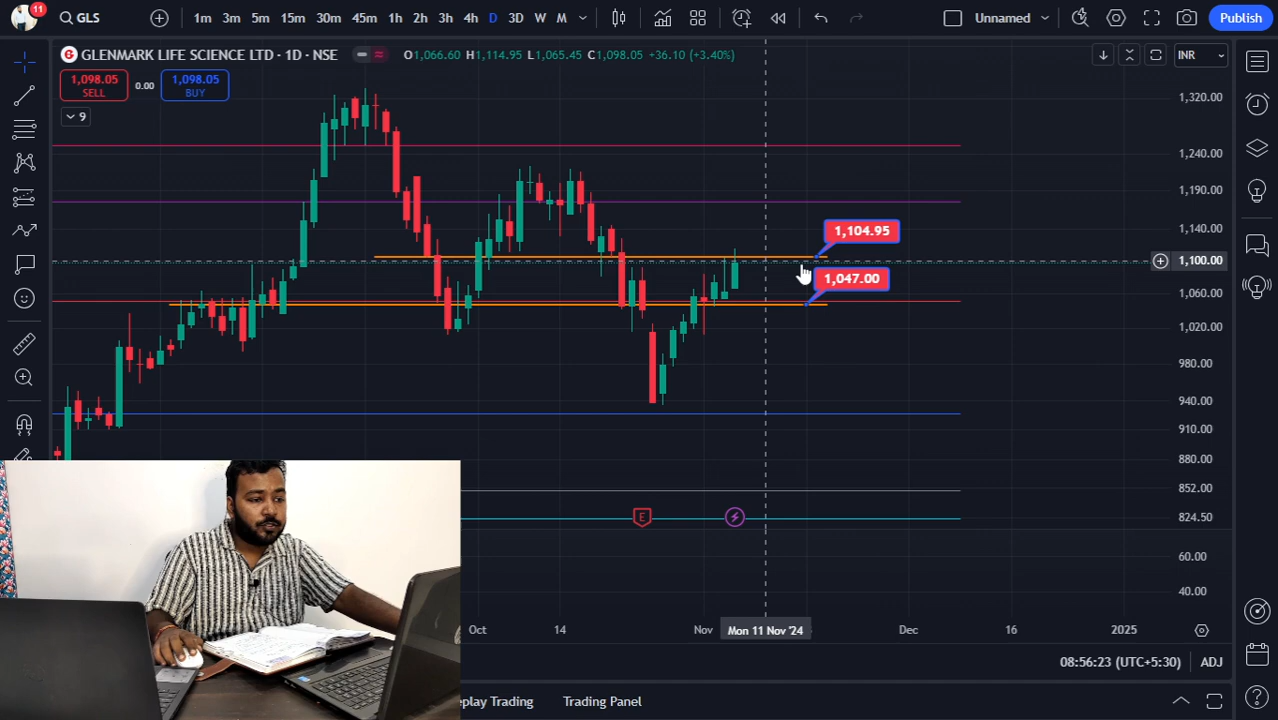 11
GLS
1m 3m 5m 15m 30m 45m 1h 2h 3h 4h D 3D W M
Unnamed
Publish
GLENMARK LIFE SCIENCE LTD · 1D · NSE
O1,066.60 H1,114.95 L1,065.45 C1,098.05 +36.10 (+3.40%)
INR
1,098.05
SELL
0.00
1,098.05
BUY
9
1,320.00
1,240.00
1,190.00
1,140.00
1,100.00
1,060.00
1,020.00
980.00
940.00
910.00
880.00
852.00
824.50
60.00
40.00
1,104.95
1,047.00
E
Oct
14
Nov
Mon 11 Nov '24
Dec
16
2025
08:56:23 (UTC+5:30)
ADJ
eplay Trading
Trading Panel